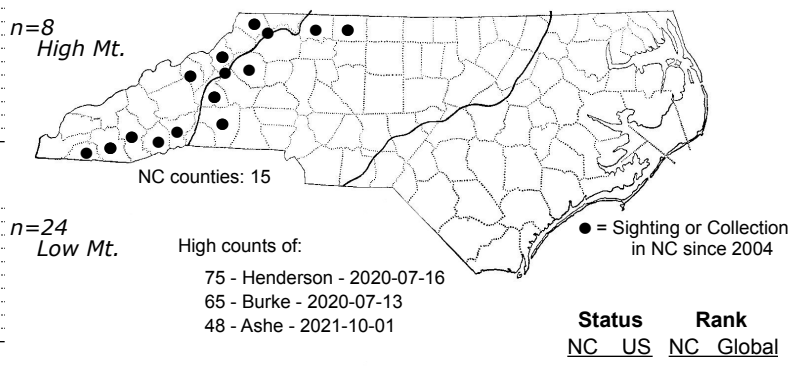 n=8
High Mt.
NC counties: 15
n=24
Low Mt.
High counts of:
75 - Henderson - 2020-07-16
65 - Burke - 2020-07-13
48 - Ashe - 2021-10-01
● = Sighting or Collection
in NC since 2004
Status Rank
NC US NC Global